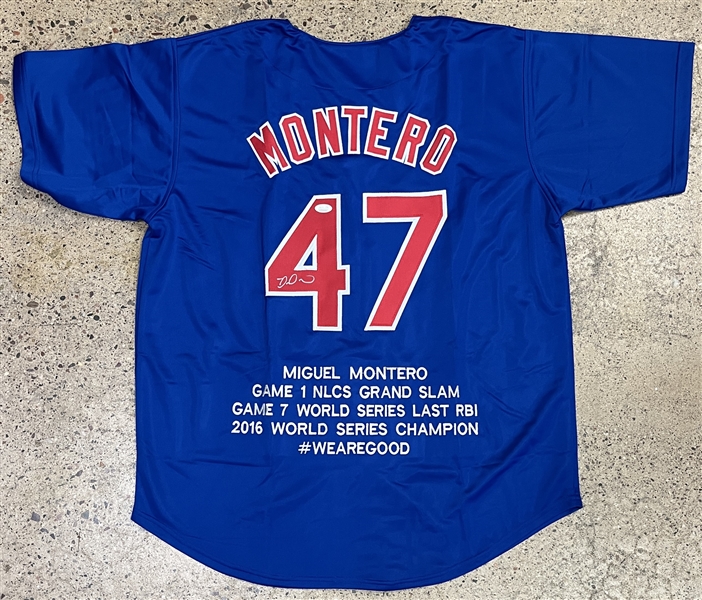 MONTERO
47
MIGUEL MONTERO
GAME 1 NLCS GRAND SLAM
GAME 7 WORLD SERIES LAST RBI
2016 WORLD SERIES CHAMPION
#WEAREGOOD